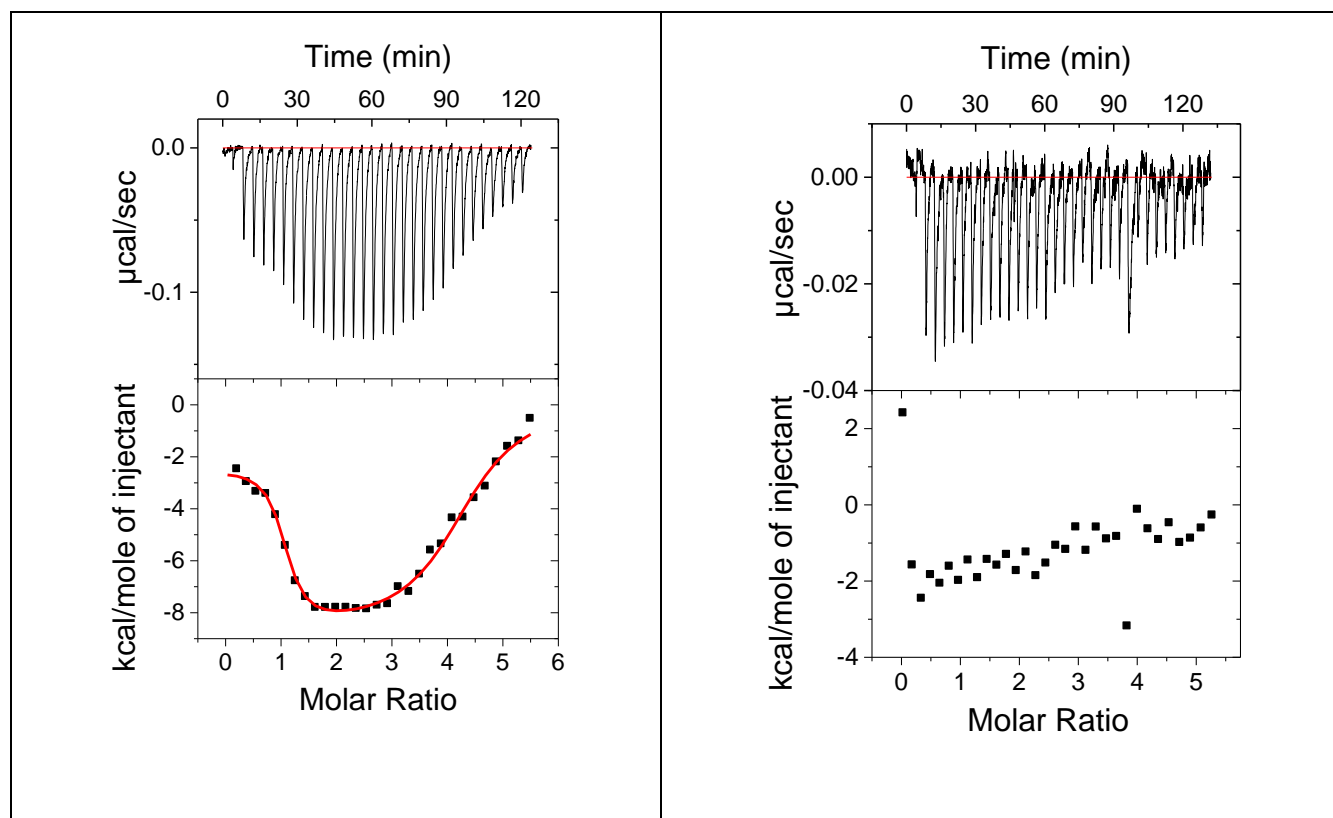 Time (min)
0 30 60 90 120
0.0
-0.1
µcal/sec
0
-2
-4
-6
-8
kcal/mole of injectant
0 1 2 3 4 5 6
Molar Ratio
Time (min)
0 30 60 90 120
0.00
-0.02
-0.04
µcal/sec
2
0
-2
-4
kcal/mole of injectant
0 1 2 3 4 5
Molar Ratio